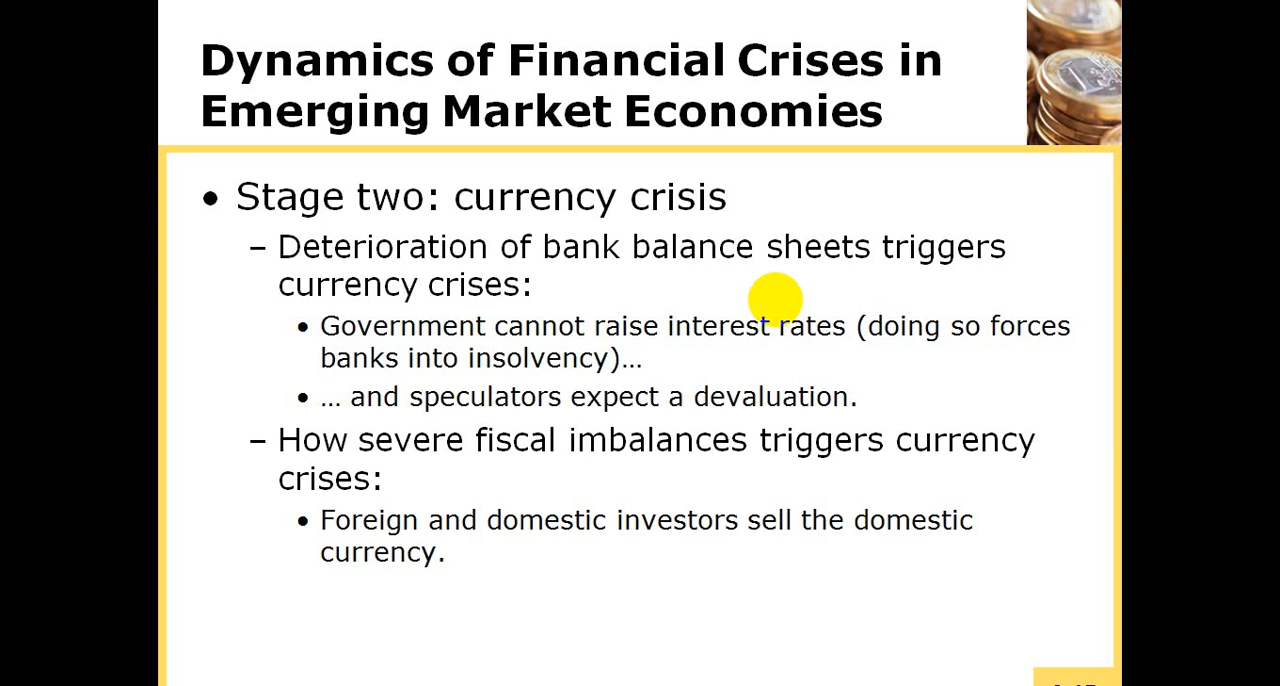 Dynamics of Financial Crises in
Emerging Market Economies
• Stage two: currency crisis
– Deterioration of bank balance sheets triggers
currency crises:
• Government cannot raise interest rates (doing so forces
banks into insolvency)…
• … and speculators expect a devaluation.
– How severe fiscal imbalances triggers currency
crises:
• Foreign and domestic investors sell the domestic
currency.